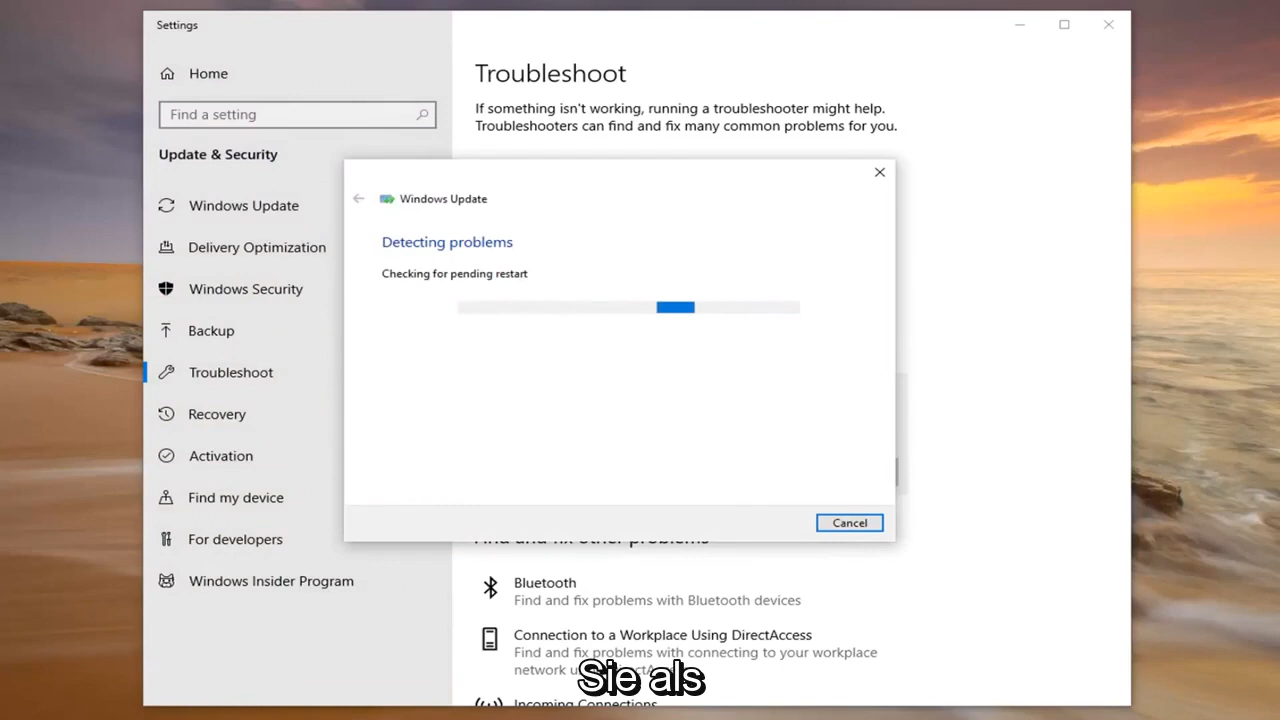 Settings
Home
Find a setting
Update & Security
Windows Update
Delivery Optimization
Windows Security
Backup
Troubleshoot
Recovery
Activation
Find my device
For developers
Windows Insider Program
Troubleshoot
If something isn't working, running a troubleshooter might help.
Troubleshooters can find and fix many common problems for you.
Windows Update
Detecting problems
Checking for pending restart
Cancel
Find and fix other problems
Bluetooth
Find and fix problems with Bluetooth devices
Connection to a Workplace Using DirectAccess
Find and fix problems with connecting to your workplace
network
Incoming Connections
Sie als